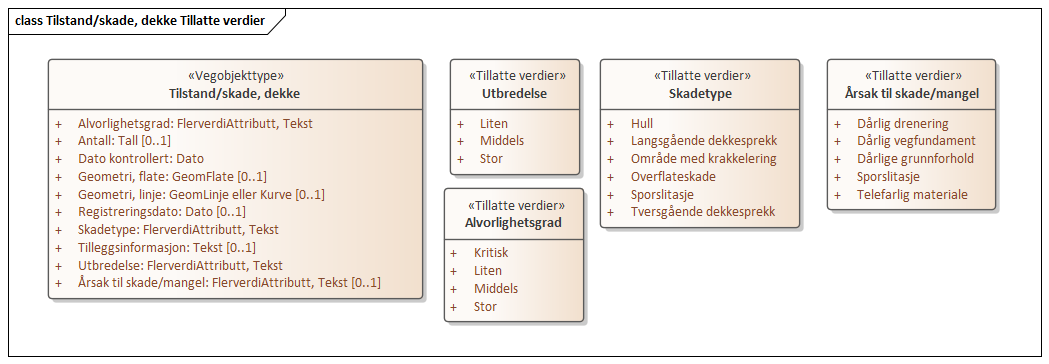 class Tilstand/skade, dekke Tillatte verdier
«Vegobjekttype»
Tilstand/skade, dekke
+ Alvorlighetsgrad: FlerverdiAttributt, Tekst
+ Antall: Tall [0..1]
+ Dato kontrollert: Dato
+ Geometri, flate: GeomFlate [0..1]
+ Geometri, linje: GeomLinje eller Kurve [0..1]
+ Registreringsdato: Dato [0..1]
+ Skadetype: FlerverdiAttributt, Tekst
+ Tilleggsinformasjon: Tekst [0..1]
+ Utbredelse: FlerverdiAttributt, Tekst
+ Årsak til skade/mangel: FlerverdiAttributt, Tekst [0..1]
«Tillatte verdier»
Utbredelse
+ Liten
+ Middels
+ Stor
«Tillatte verdier»
Alvorlighetsgrad
+ Kritisk
+ Liten
+ Middels
+ Stor
«Tillatte verdier»
Skadetype
+ Hull
+ Langsgående dekkesprekk
+ Område med krakkelering
+ Overflateskade
+ Sporslitasje
+ Tversgående dekkesprekk
«Tillatte verdier»
Årsak til skade/mangel
+ Dårlig drenering
+ Dårlig vegfundament
+ Dårlige grunnforhold
+ Sporslitasje
+ Telefarlig materiale